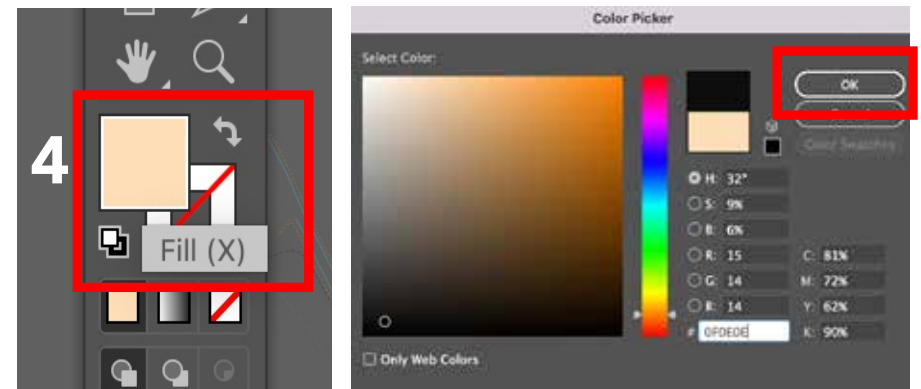 4
Fill (X)
Color Picker
Select Color:
OK
Color Swatches
H: 32°
S: 9%
B: 6%
R: 15
G: 14
B: 14
# 0F0E0E
C: 81%
M: 72%
Y: 62%
K: 90%
Only Web Colors